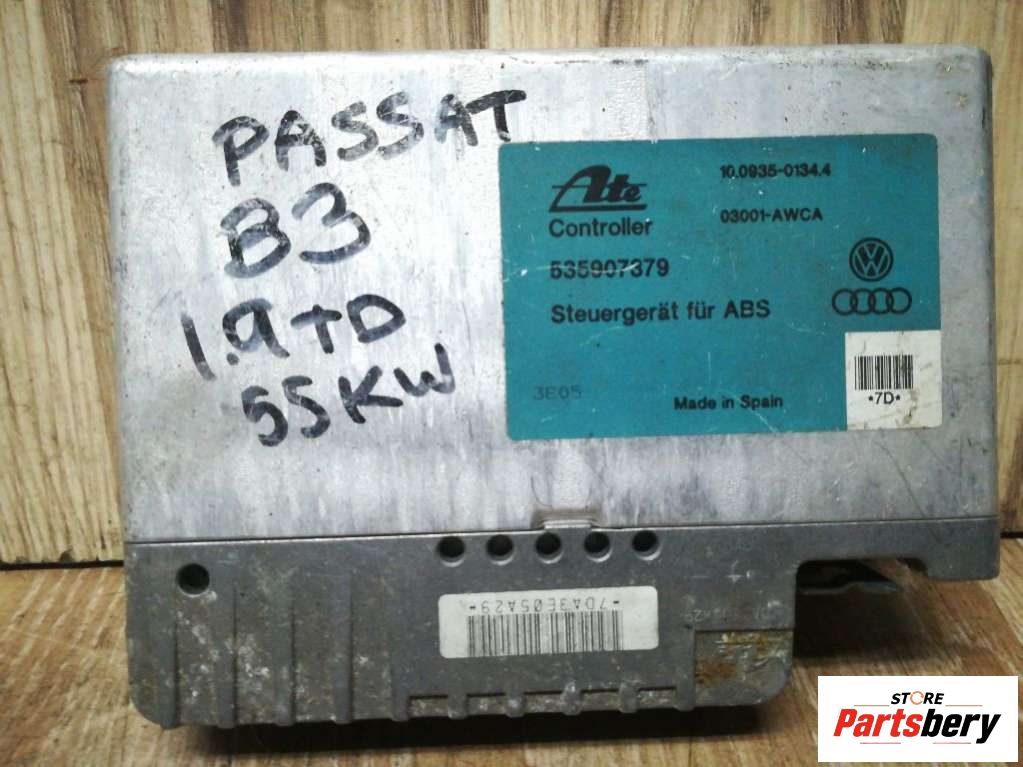 PASSAT
B3
1.9TD
55KW
Ate
Controller
10.0935-0134.4
03001-AWCA
535907379
Steuergerät für ABS
3E05
Made in Spain
*7D*
-7DA3E05A29-
STORE
Partsbery